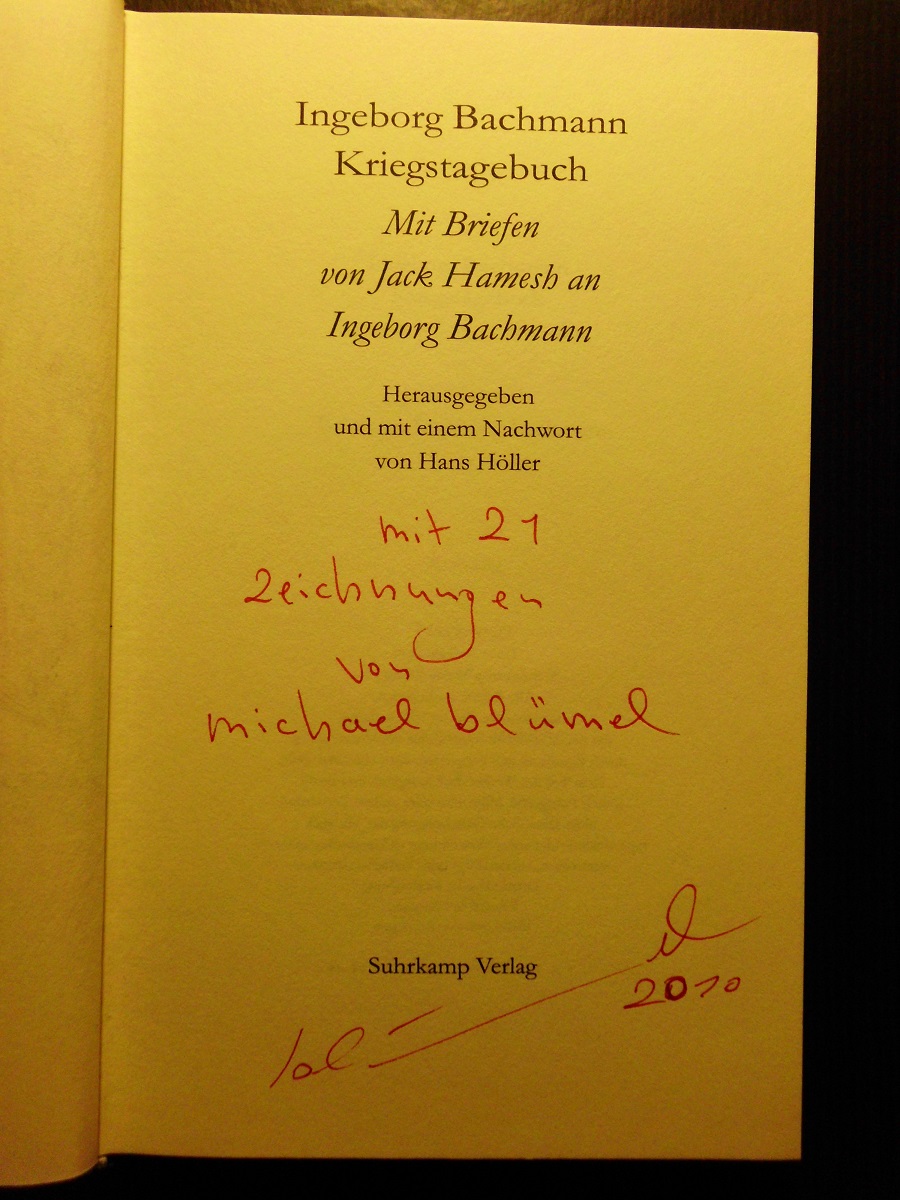 Ingeborg Bachmann
Kriegstagebuch
Mit Briefen
von Jack Hamesh an
Ingeborg Bachmann
Herausgegeben
und mit einem Nachwort
von Hans Höller
mit 21
zeichnungen
von
michael blümel
Suhrkamp Verlag
2010